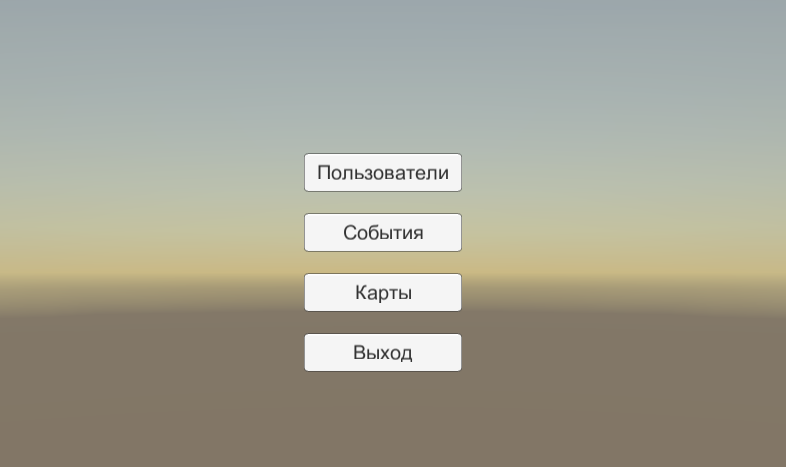 Пользователи
События
Карты
Выход